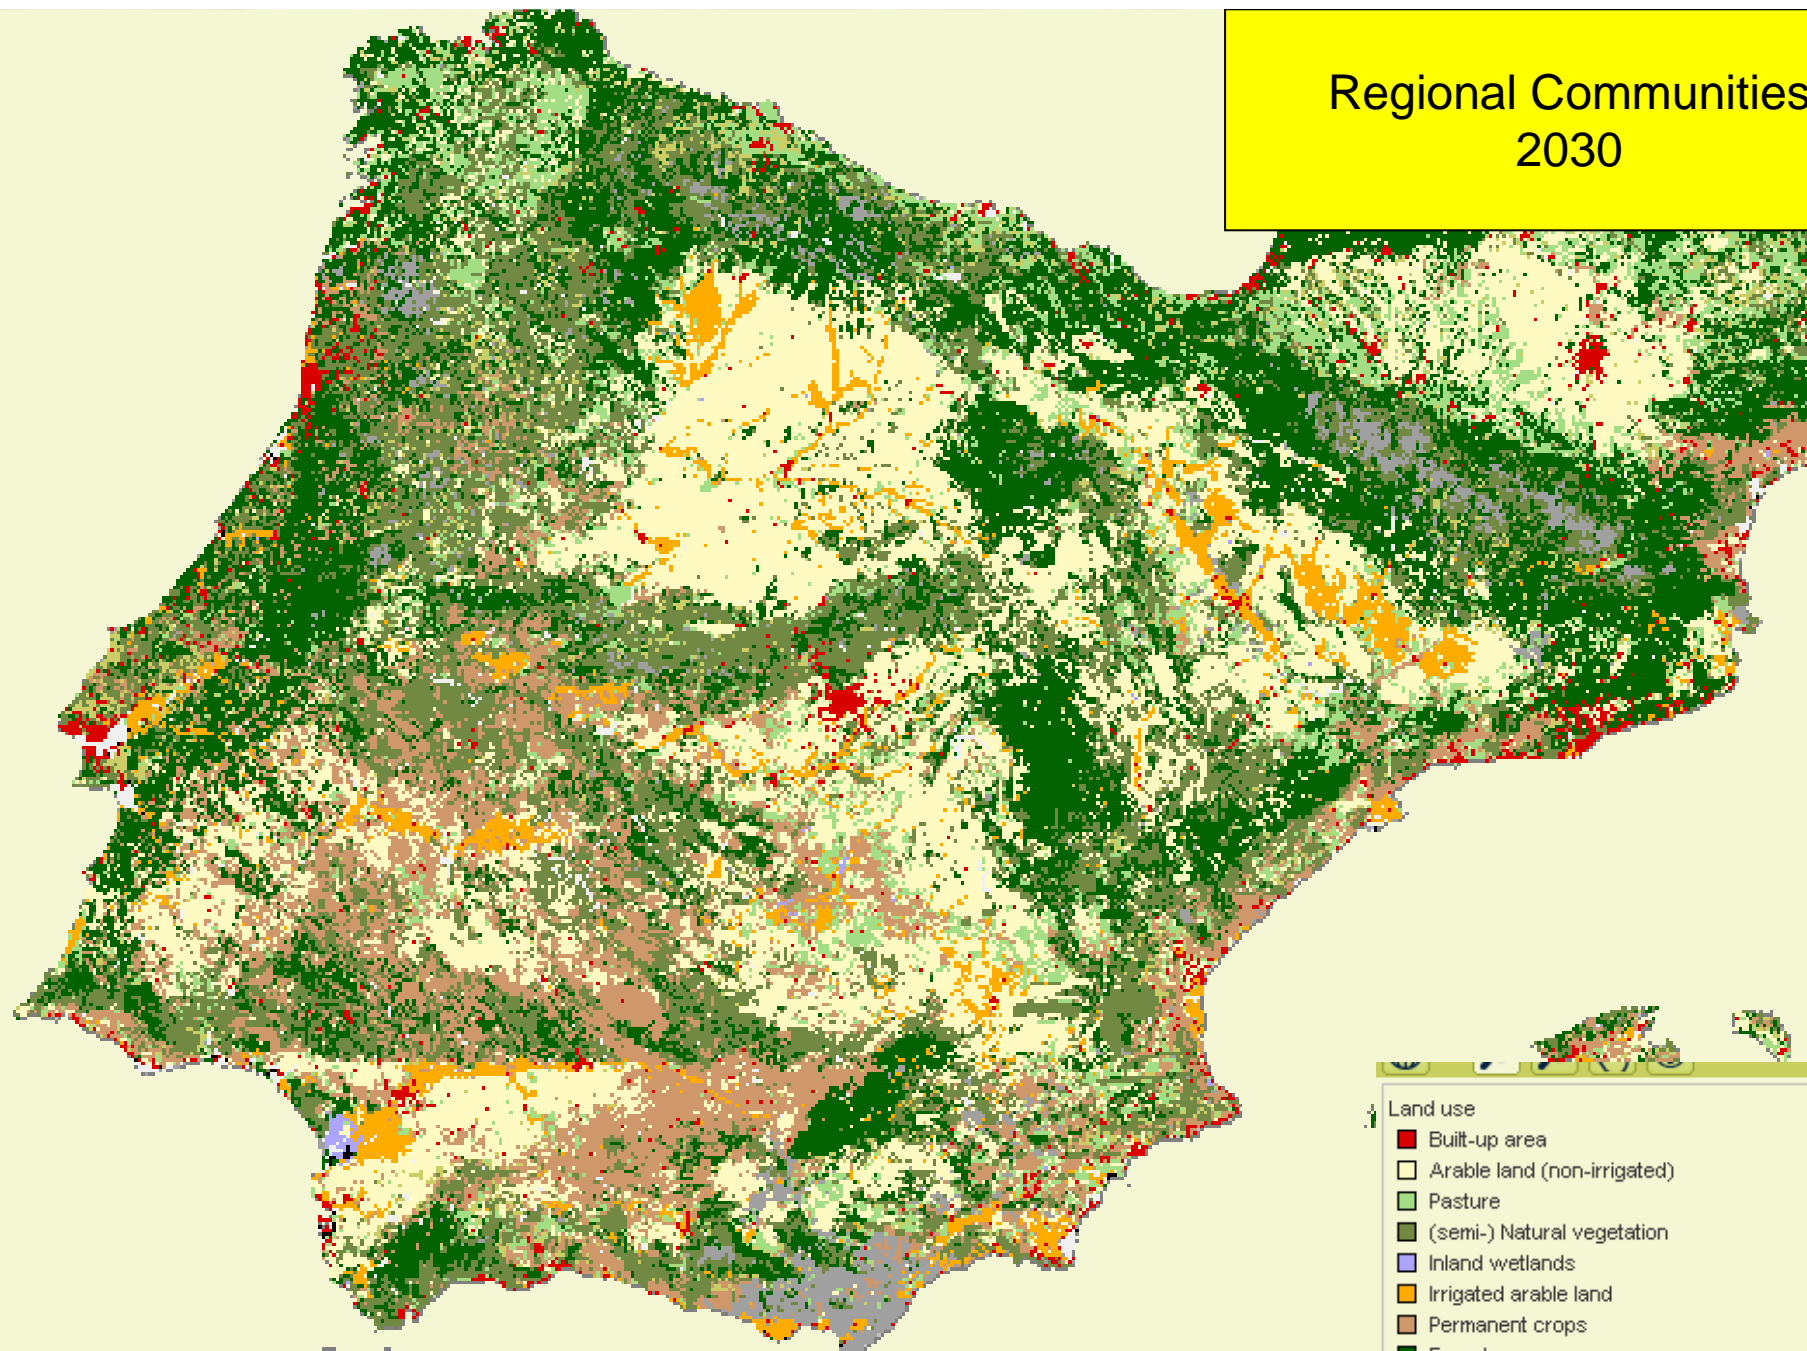 Regional Communities
2030
Land use
Built-up area
Arable land (non-irrigated)
Pasture
(semi-) Natural vegetation
Inland wetlands
Irrigated arable land
Permanent crops